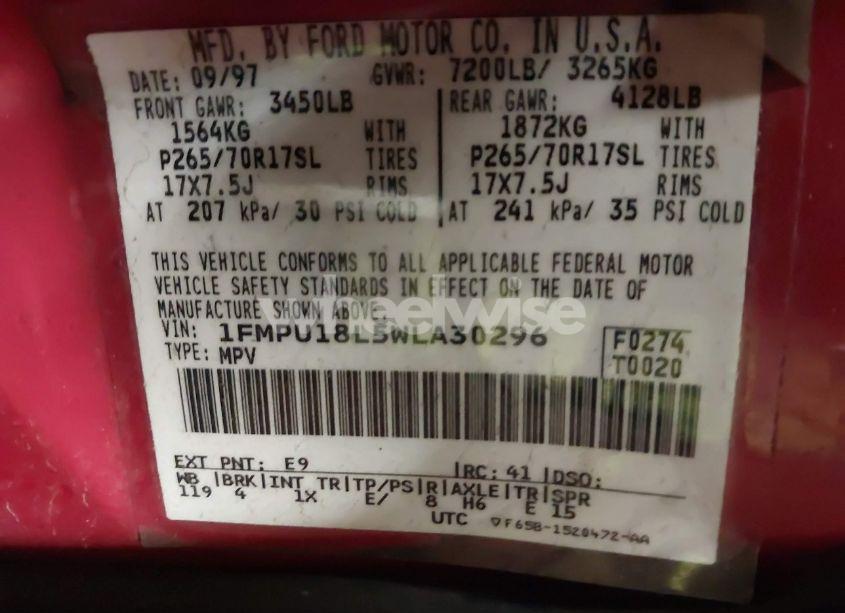 MFD. BY FORD MOTOR CO. IN U.S.A.
DATE: 09/97 GVWR: 7200LB/ 3265KG
FRONT GAWR: 3450LB REAR GAWR: 4128LB
1564KG WITH 1872KG WITH
P265/70R17SL TIRES P265/70R17SL TIRES
17X7.5J RIMS 17X7.5J RIMS
AT 207 kPa/ 30 PSI COLD AT 241 kPa/ 35 PSI COLD
THIS VEHICLE CONFORMS TO ALL APPLICABLE FEDERAL MOTOR
VEHICLE SAFETY STANDARDS IN EFFECT ON THE DATE OF
MANUFACTURE SHOWN ABOVE.
wheelwise
VIN: 1FMPU18L5WLA30296 F0274
TYPE: MPV T0020
EXT PNT: E9 RC: 41 DSO:
WB BRK INT TR TP/PS R AXLE TR SPR
119 4 1X E/ 8 H6 E 15
UTC ▽F65B-1520472-AA